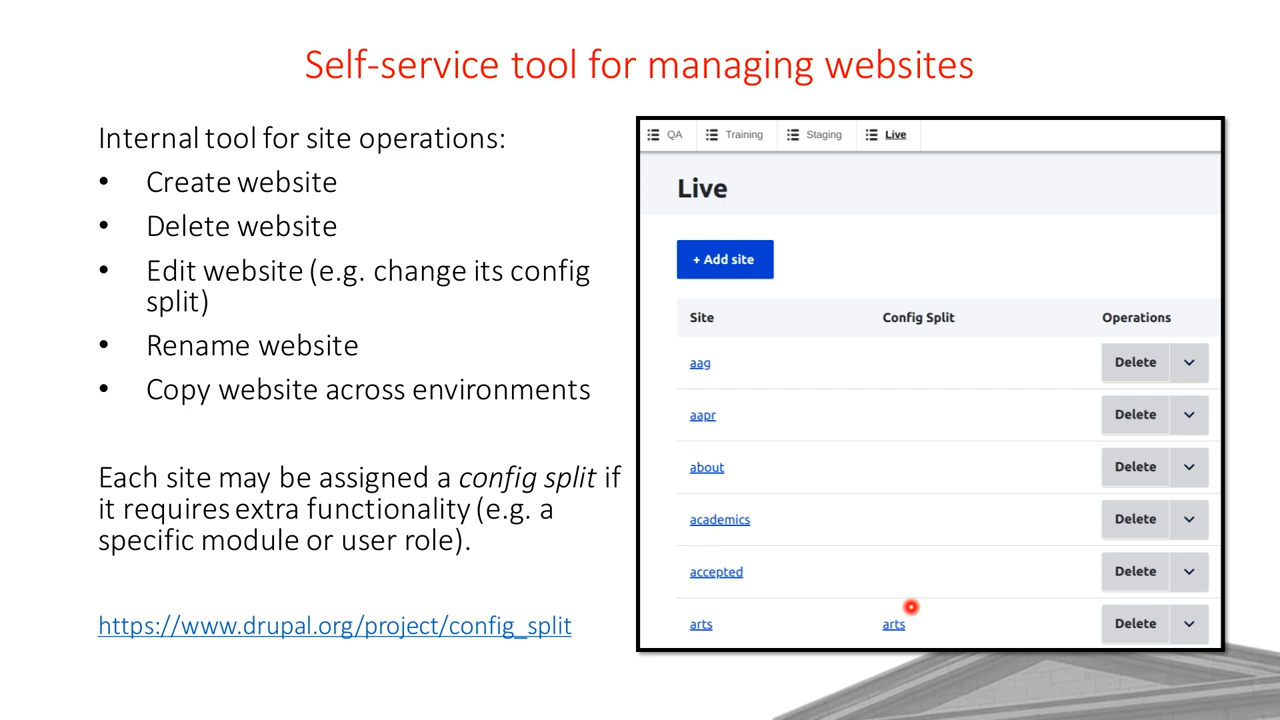 Self-service tool for managing websites
Internal tool for site operations:
• Create website
• Delete website
• Edit website (e.g. change its config
split)
• Rename website
• Copy website across environments
Each site may be assigned a config split if
it requires extra functionality (e.g. a
specific module or user role).
https://www.drupal.org/project/config_split
QA Training Staging Live
Live
+ Add site
Site Config Split Operations
aag Delete
aapr Delete
about Delete
academics Delete
accepted Delete
arts arts Delete